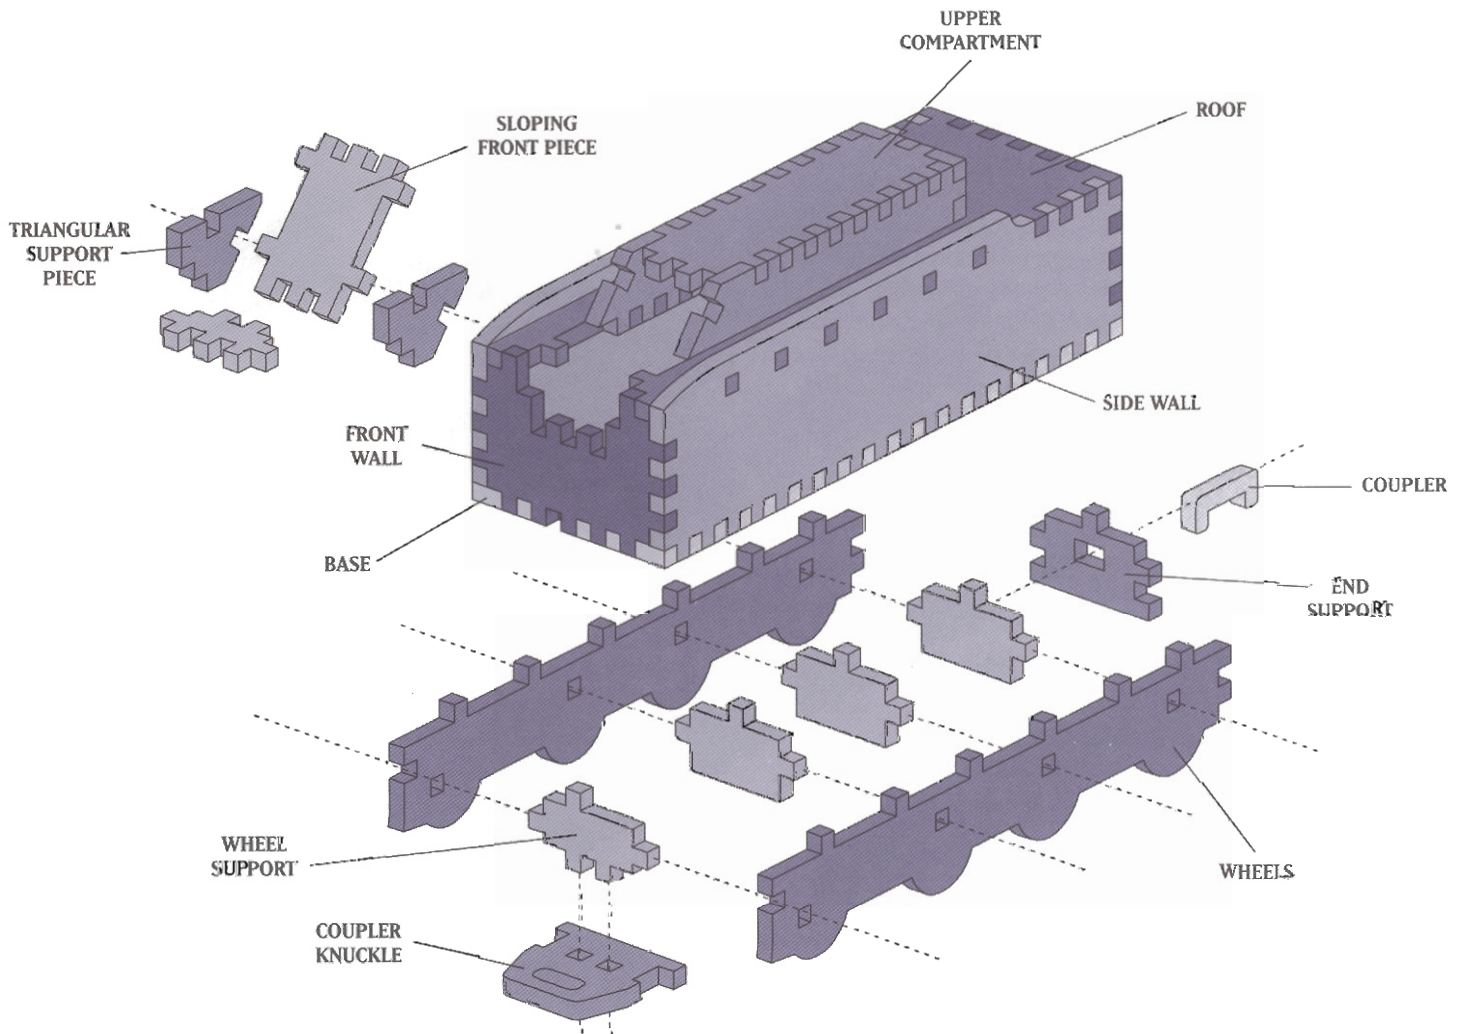 UPPER
COMPARTMENT
ROOF
SLOPING
FRONT PIECE
TRIANGULAR
SUPPORT
PIECE
SIDE WALL
FRONT
WALL
COUPLER
BASE
END
SUPPORT
WHEEL
SUPPORT
WHEELS
COUPLER
KNUCKLE